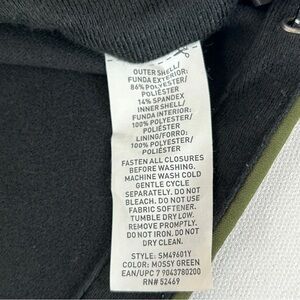 OUTER SHELL/
FUNDA EXTERIOR:
86% POLYESTER/
POLIÉSTER
14% SPANDEX
INNER SHELL/
FUNDA INTERIOR:
100% POLYESTER/
POLIÉSTER
LINING/FORRO:
100% POLYESTER/
POLIÉSTER
FASTEN ALL CLOSURES
BEFORE WASHING.
MACHINE WASH COLD
GENTLE CYCLE
SEPARATELY. DO NOT
BLEACH. DO NOT USE
FABRIC SOFTENER.
TUMBLE DRY LOW.
REMOVE PROMPTLY.
DO NOT IRON. DO NOT
DRY CLEAN.
STYLE: SM49601Y
COLOR: MOSSY GREEN
EAN/UPC 7 9043780200
RN# 52469